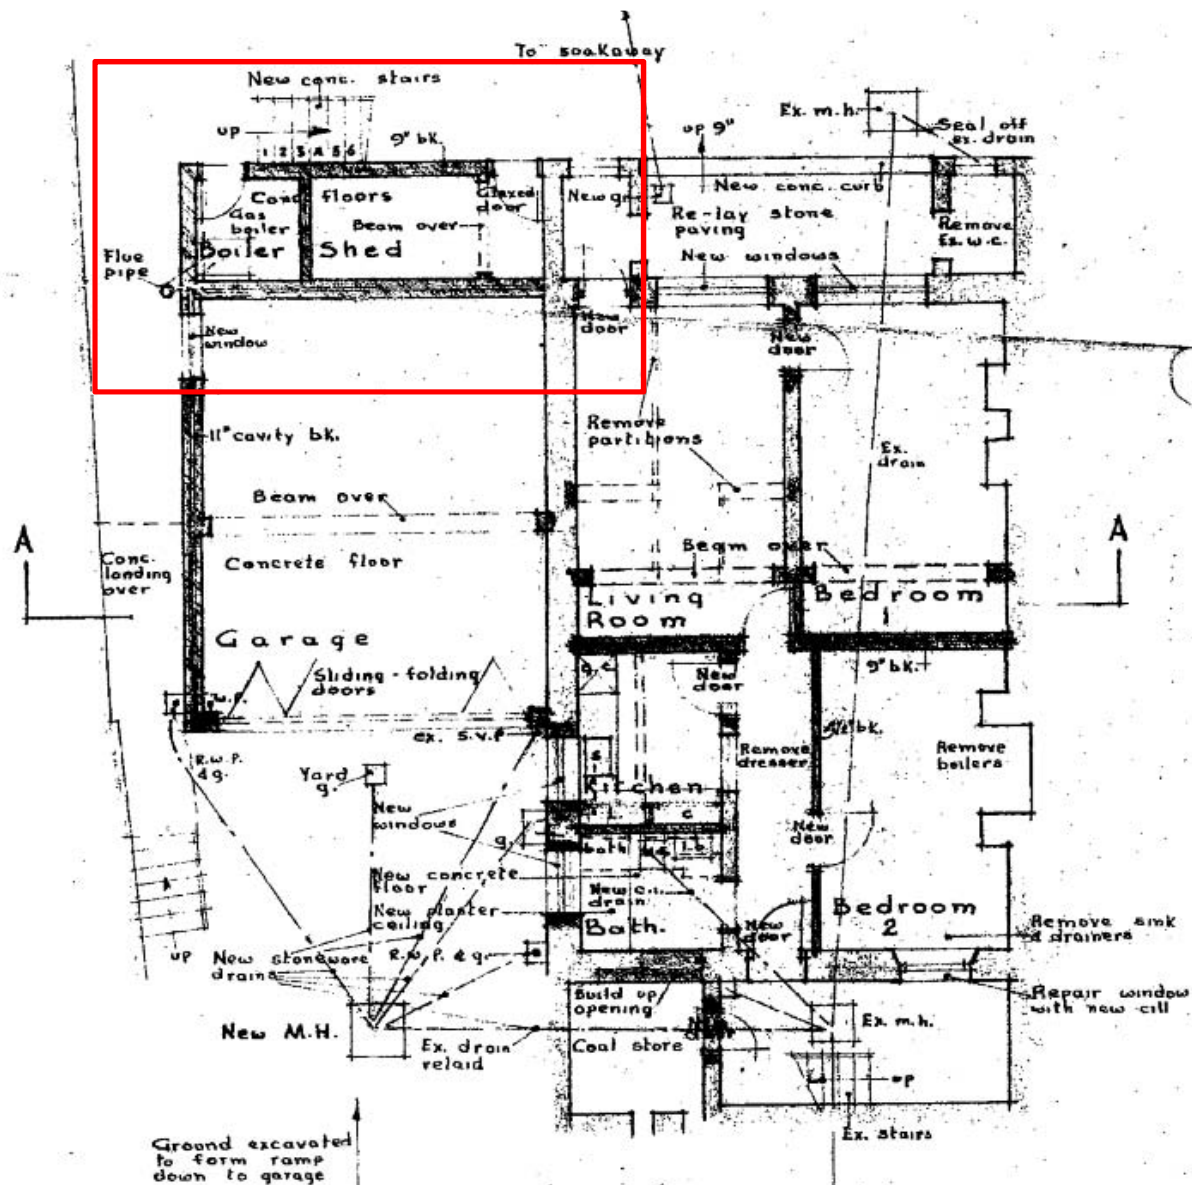 To soakaway
New conc. stairs
Ex. m.h.
up
9" bk.
up 9"
Seal off
ex. drain
1 2 3 4 5 6
Conc floors
Glazed
door
New g.
New conc. curb
Gas
boiler
Beam over
Re-lay stone
paving
Remove
Ex. w.c.
Boiler
Shed
Flue
pipe
New windows
New
window
New
door
New
door
Remove
partitions
11" cavity bk.
Ex.
drain
Beam over
A
A
Conc.
landing
over
Concrete floor
Beam over
Living
Room
Bedroom
1
Garage
9" bk.
Sliding-folding
doors
New
door
w.p.
ex. s.v.p
bk.
R.w.P.
& g.
Yard
g.
S
Remove
dresser
Remove
boilers
Kitchen
New
windows
g
c
New
door
bath
New concrete
floor
New c.i.
drain
New planter
ceiling
Bath.
Bedroom
2
Remove sink
& drainers
New
door
up
New stoneware
drains
R.w.P. & g.
Build up
opening
Repair window
with new cill
New M.H.
Ex. drain
relaid
Coal store
Ex. m.h.
up
Ex. stairs
Ground excavated
to form ramp
down to garage